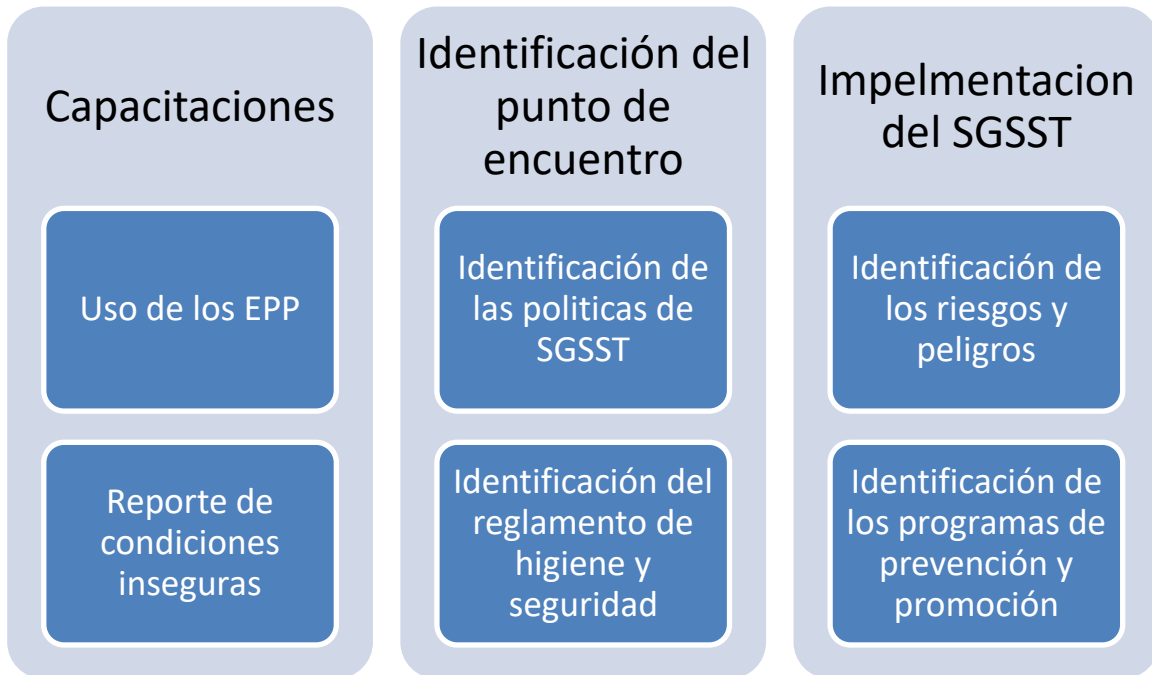 Capacitaciones
Uso de los EPP
Reporte de
condiciones
inseguras
Identificación del
punto de
encuentro
Identificación de
las politicas de
SGSST
Identificación del
reglamento de
higiene y
seguridad
Impelmentacion
del SGSST
Identificación de
los riesgos y
peligros
Identificación de
los programas de
prevención y
promoción